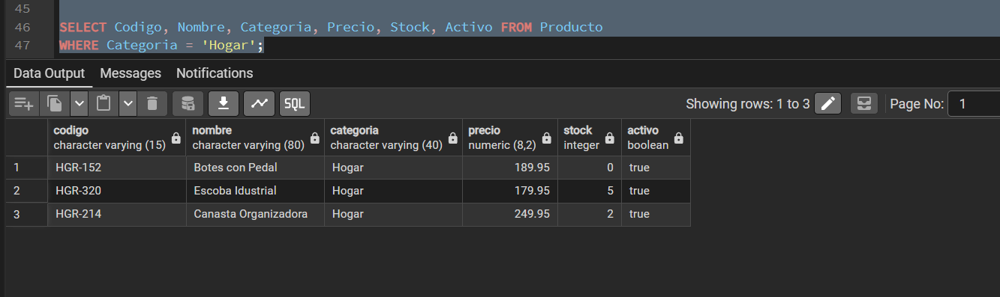 45
46 SELECT Codigo, Nombre, Categoria, Precio, Stock, Activo FROM Producto
47 WHERE Categoria = 'Hogar';
Data Output Messages Notifications
SQL Showing rows: 1 to 3 Page No: 1
codigo nombre categoria precio stock activo
character varying (15) character varying (80) character varying (40) numeric (8,2) integer boolean
1 HGR-152 Botes con Pedal Hogar 189.95 0 true
2 HGR-320 Escoba Idustrial Hogar 179.95 5 true
3 HGR-214 Canasta Organizadora Hogar 249.95 2 true